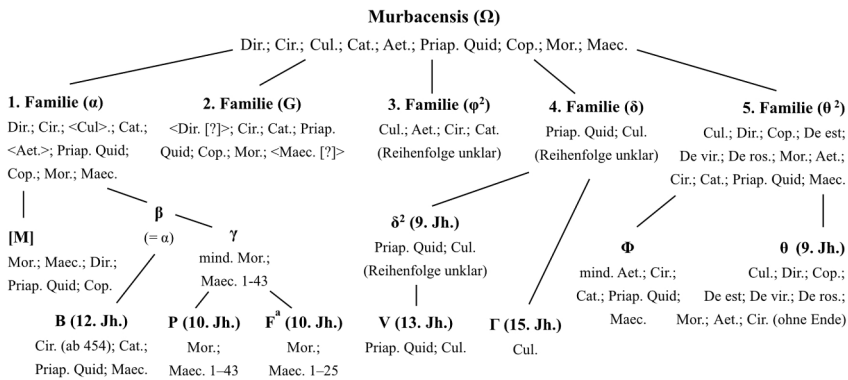 Murbacensis (Ω)
Dir.; Cir.; Cul.; Cat.; Aet.; Priap. Quid; Cop.; Mor.; Maec.
1. Familie (α)
Dir.; Cir.; <Cul>.; Cat.;
<Aet.>; Priap. Quid;
Cop.; Mor.; Maec.
2. Familie (G)
<Dir. [?]>; Cir.; Cat.; Priap.
Quid; Cop.; Mor.; <Maec. [?]>
3. Familie (φ²)
Cul.; Aet.; Cir.; Cat.
(Reihenfolge unklar)
4. Familie (δ)
Priap. Quid; Cul.
(Reihenfolge unklar)
5. Familie (θ²)
Cul.; Dir.; Cop.; De est;
De vir.; De ros.; Mor.; Aet.;
Cir.; Cat.; Priap. Quid; Maec.
[M]
Mor.; Maec.; Dir.;
Priap. Quid; Cop.
β
(= α)
γ
mind. Mor.;
Maec. 1-43
δ² (9. Jh.)
Priap. Quid; Cul.
(Reihenfolge unklar)
Φ
mind. Aet.; Cir.;
Cat.; Priap. Quid;
Maec.
θ (9. Jh.)
Cul.; Dir.; Cop.;
De est; De vir.; De ros.;
Mor.; Aet.; Cir. (ohne Ende)
B (12. Jh.)
Cir. (ab 454); Cat.;
Priap. Quid; Maec.
P (10. Jh.)
Mor.;
Maec. 1–43
Fª (10. Jh.)
Mor.;
Maec. 1–25
V (13. Jh.)
Priap. Quid; Cul.
Γ (15. Jh.)
Cul.